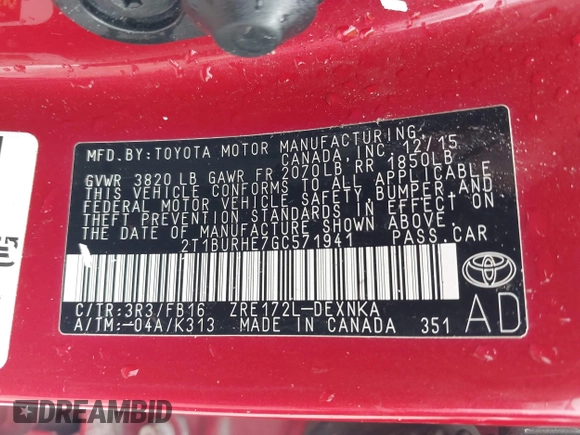 MFD.BY:TOYOTA MOTOR MANUFACTURING,
CANADA, INC. 12/15
GVWR 3820 LB GAWR FR 2070LB RR 1850LB
THIS VEHICLE CONFORMS TO ALL APPLICABLE
FEDERAL MOTOR VEHICLE SAFETY, BUMPER AND
THEFT PREVENTION STANDARDS IN EFFECT ON
THE DATE OF MANUFACTURE SHOWN ABOVE.
2T1BURHE7GC571941 PASS.CAR
C/TR:3R3/FB16 ZRE172L-DEXNKA
A/TM:-04A/K313 MADE IN CANADA 351
AD
DREAMBID